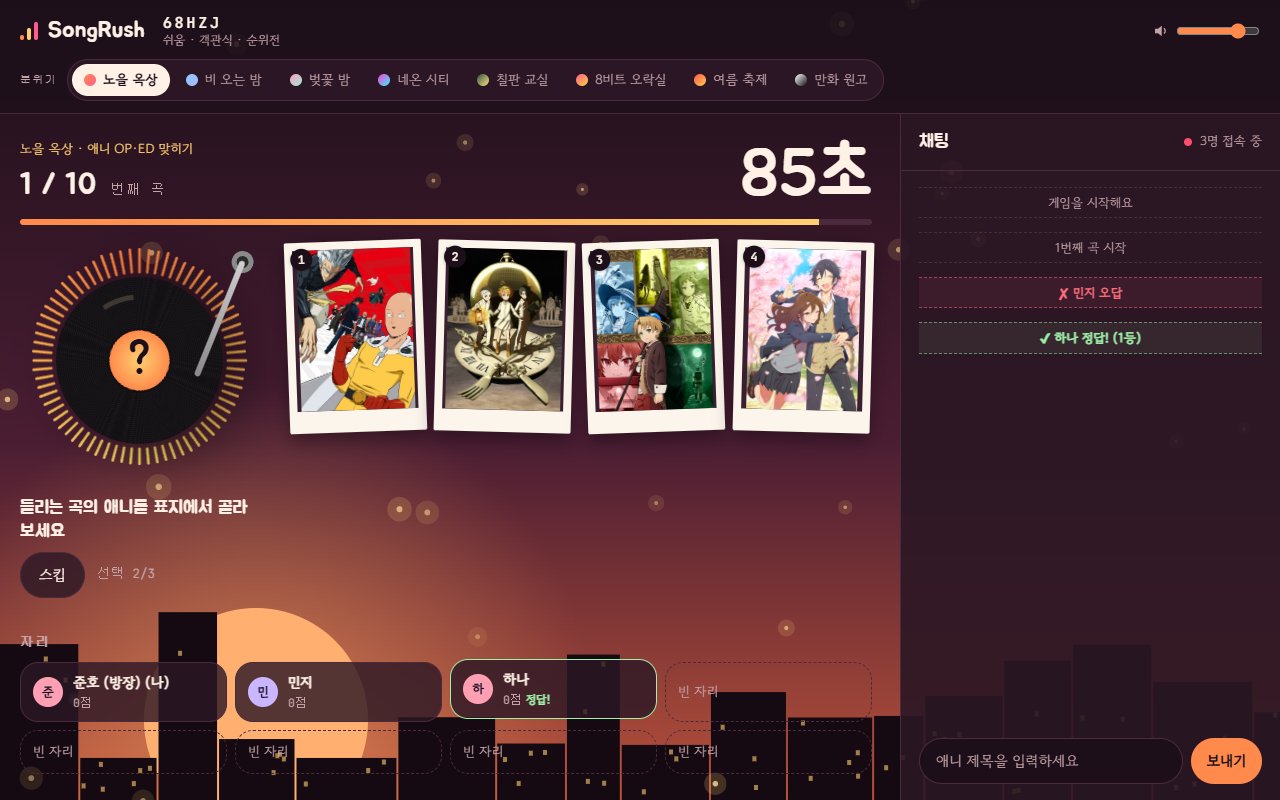 SongRush
68HZJ
쉬움 · 객관식 · 순위전
분위기
노을 옥상
비 오는 밤
벚꽃 밤
네온 시티
칠판 교실
8비트 오락실
여름 축제
만화 원고
노을 옥상 · 애니 OP·ED 맞히기
1 / 10 번째 곡
85초
1
2
3
4
?
들리는 곡의 애니를 표지에서 골라
보세요
스킵
선택 2/3
자리
준
준호 (방장) (나)
0점
민
민지
0점
하
하나
0점 정답!
빈 자리
빈 자리
빈 자리
빈 자리
빈 자리
채팅
3명 접속 중
게임을 시작해요
1번째 곡 시작
✘ 민지 오답
✔ 하나 정답! (1등)
애니 제목을 입력하세요
보내기